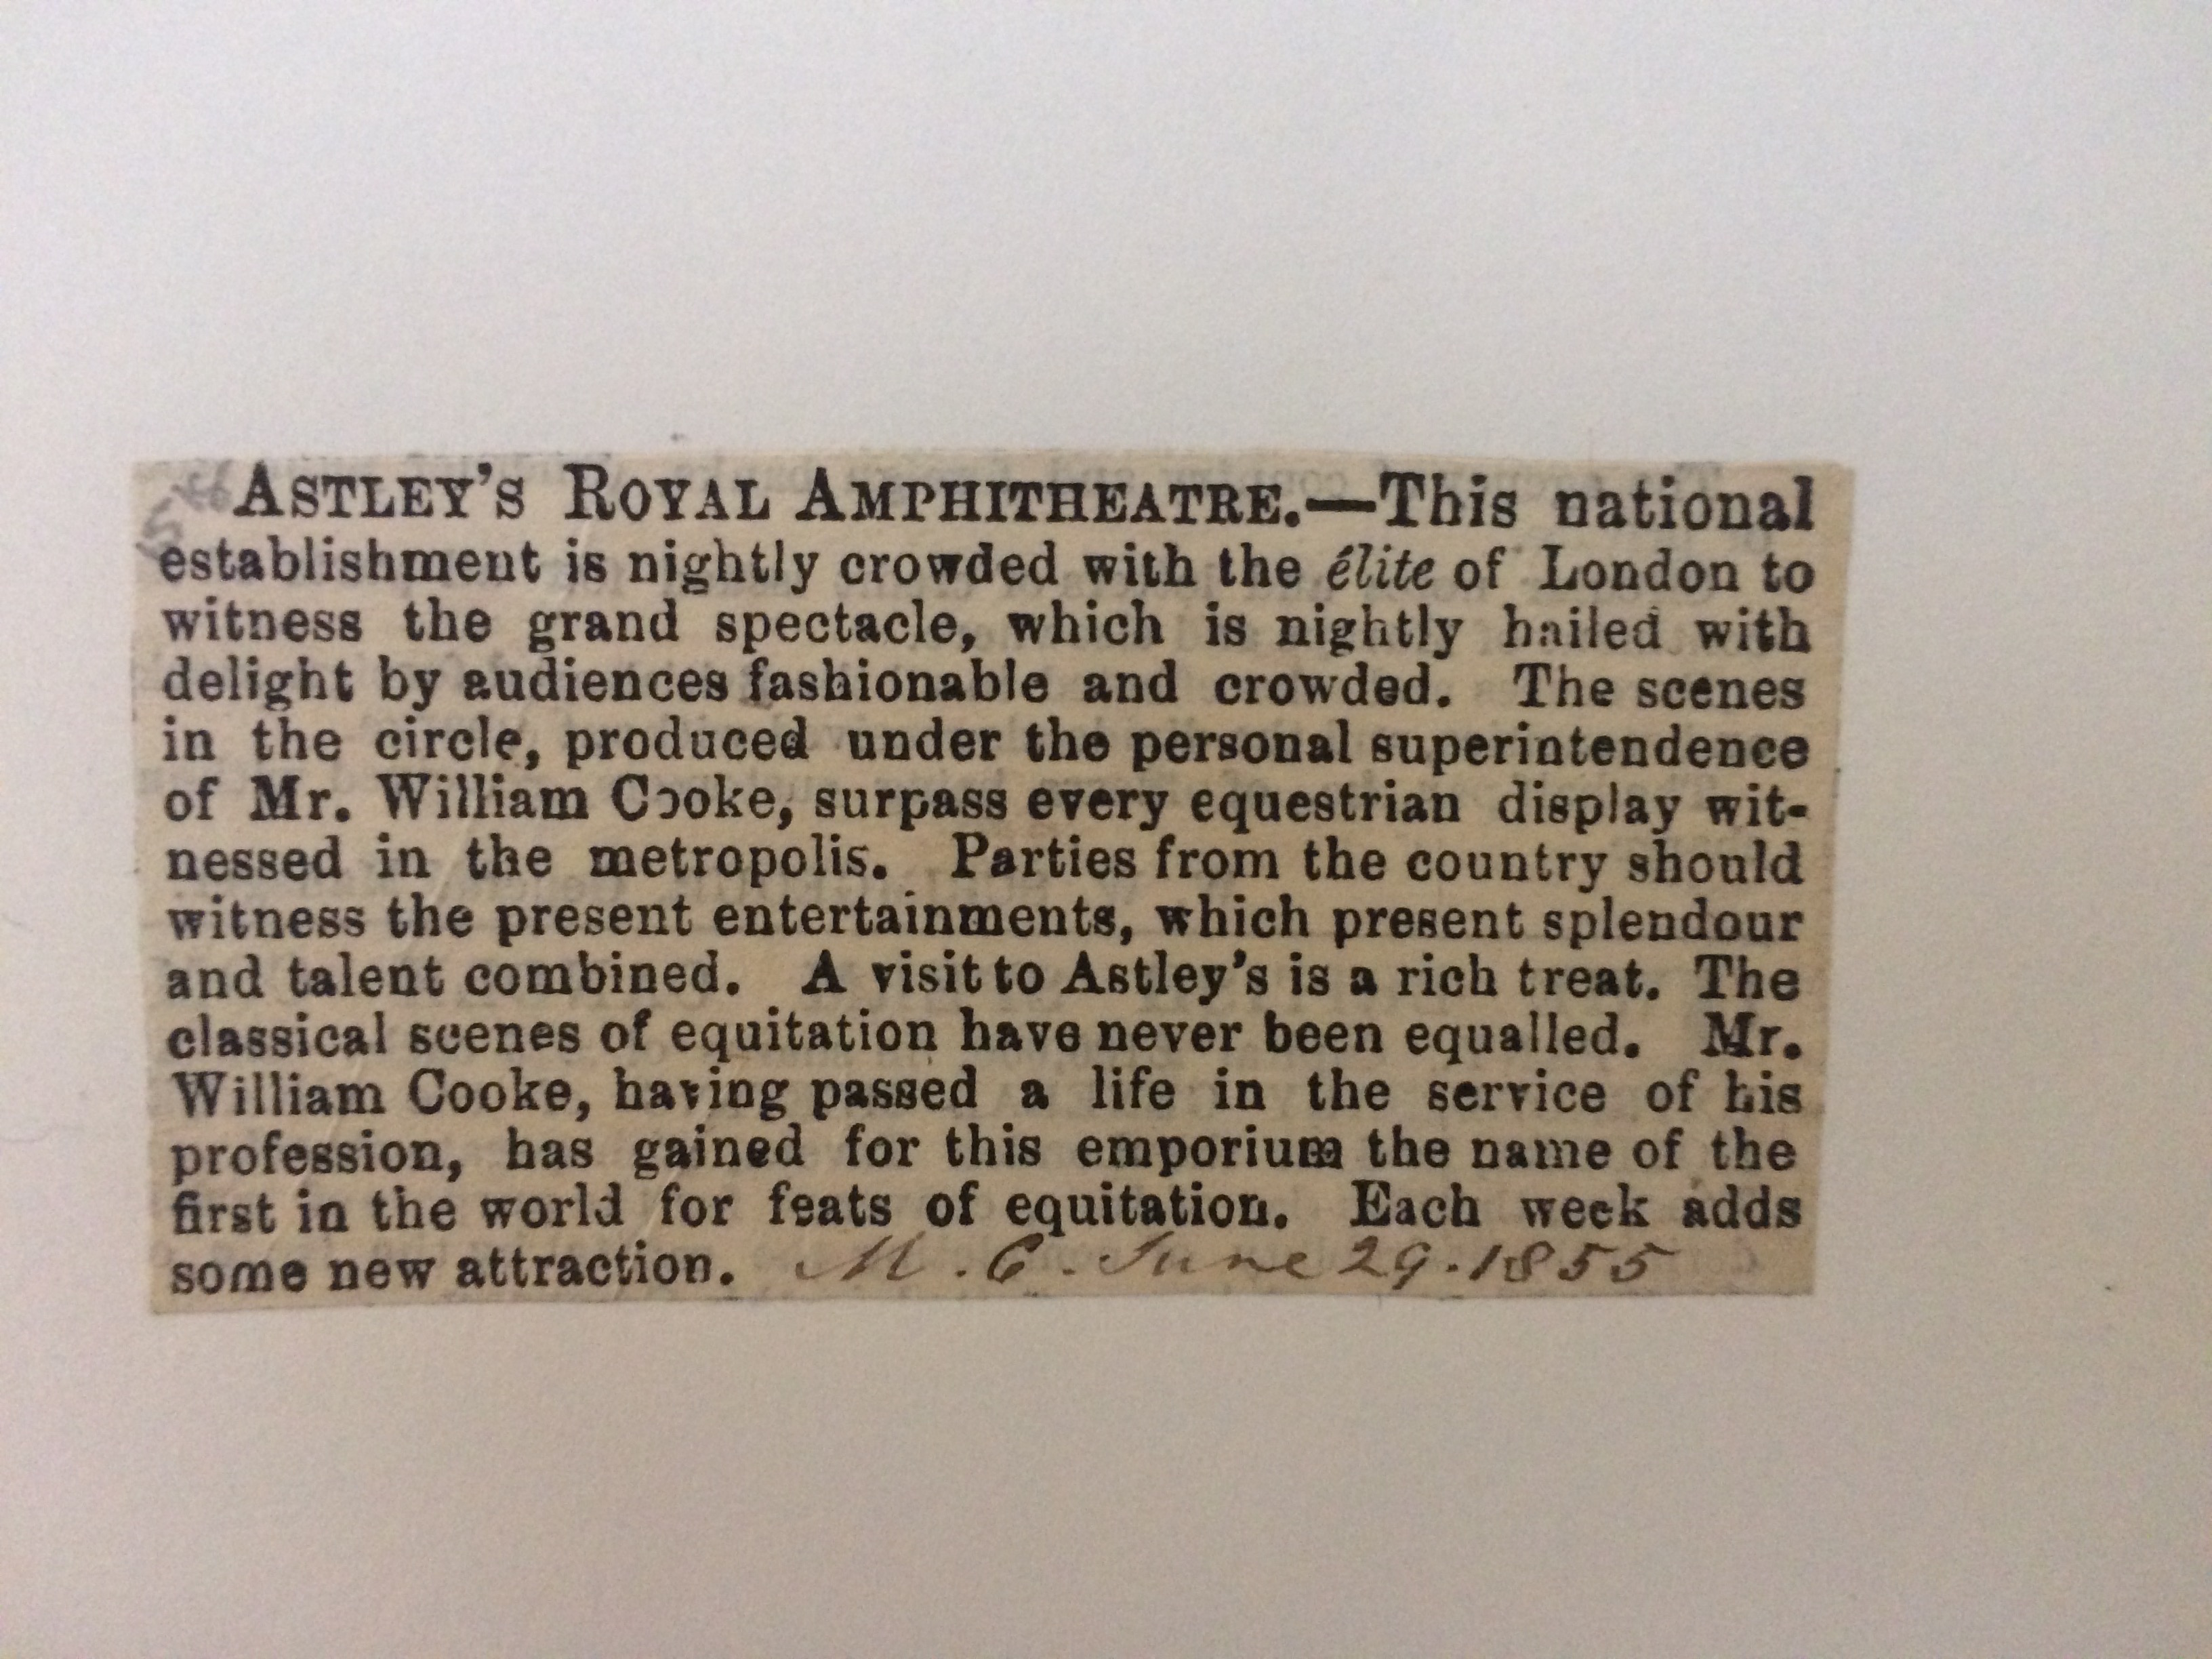 ASTLEY'S ROYAL AMPHITHEATRE.—This national
establishment is nightly crowded with the élite of London to
witness the grand spectacle, which is nightly hailed with
delight by audiences fashionable and crowded. The scenes
in the circle, produced under the personal superintendence
of Mr. William Cooke, surpass every equestrian display wit-
nessed in the metropolis. Parties from the country should
witness the present entertainments, which present splendour
and talent combined. A visit to Astley's is a rich treat. The
classical scenes of equitation have never been equalled. Mr.
William Cooke, having passed a life in the service of his
profession, has gained for this emporium the name of the
first in the world for feats of equitation. Each week adds
some new attraction. M. C. June 29. 1855